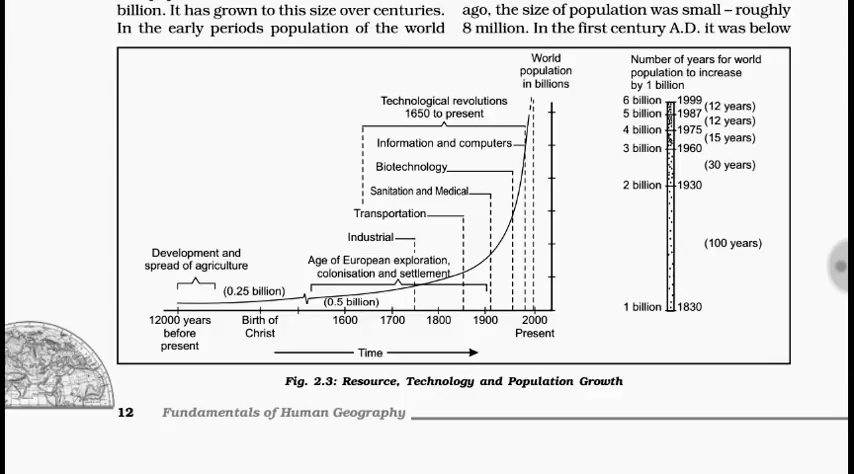 billion. It has grown to this size over centuries.
In the early periods population of the world
ago, the size of population was small – roughly
8 million. In the first century A.D. it was below
World
population
in billions
Technological revolutions
1650 to present
Information and computers
Biotechnology
Sanitation and Medical
Transportation
Industrial
Development and
spread of agriculture
Age of European exploration,
colonisation and settlement
(0.25 billion)
(0.5 billion)
12000 years
before
present
Birth of
Christ
1600
1700
1800
1900
2000
Present
Time
Number of years for world
population to increase
by 1 billion
6 billion 1999 (12 years)
5 billion 1987 (12 years)
4 billion 1975 (15 years)
3 billion 1960
(30 years)
2 billion 1930
(100 years)
1 billion 1830
Fig. 2.3: Resource, Technology and Population Growth
12 Fundamentals of Human Geography